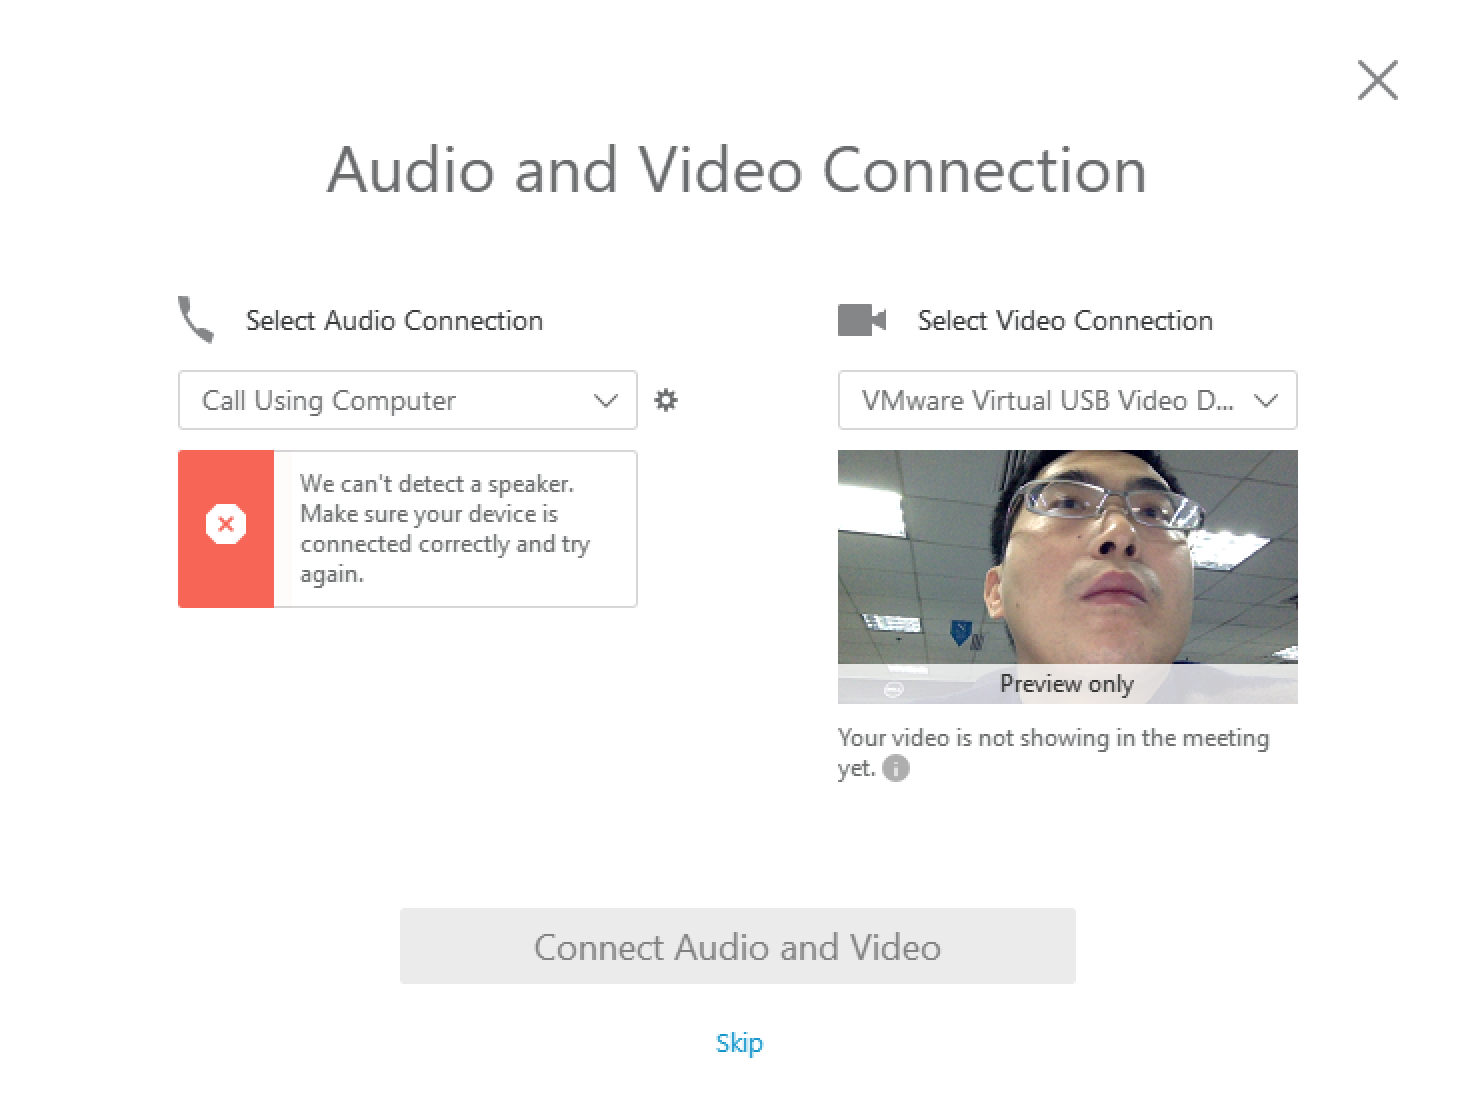 Audio and Video Connection
Select Audio Connection
Call Using Computer
We can't detect a speaker.
Make sure your device is
connected correctly and try
again.
Select Video Connection
VMware Virtual USB Video D...
Preview only
Your video is not showing in the meeting
yet.
Connect Audio and Video
Skip